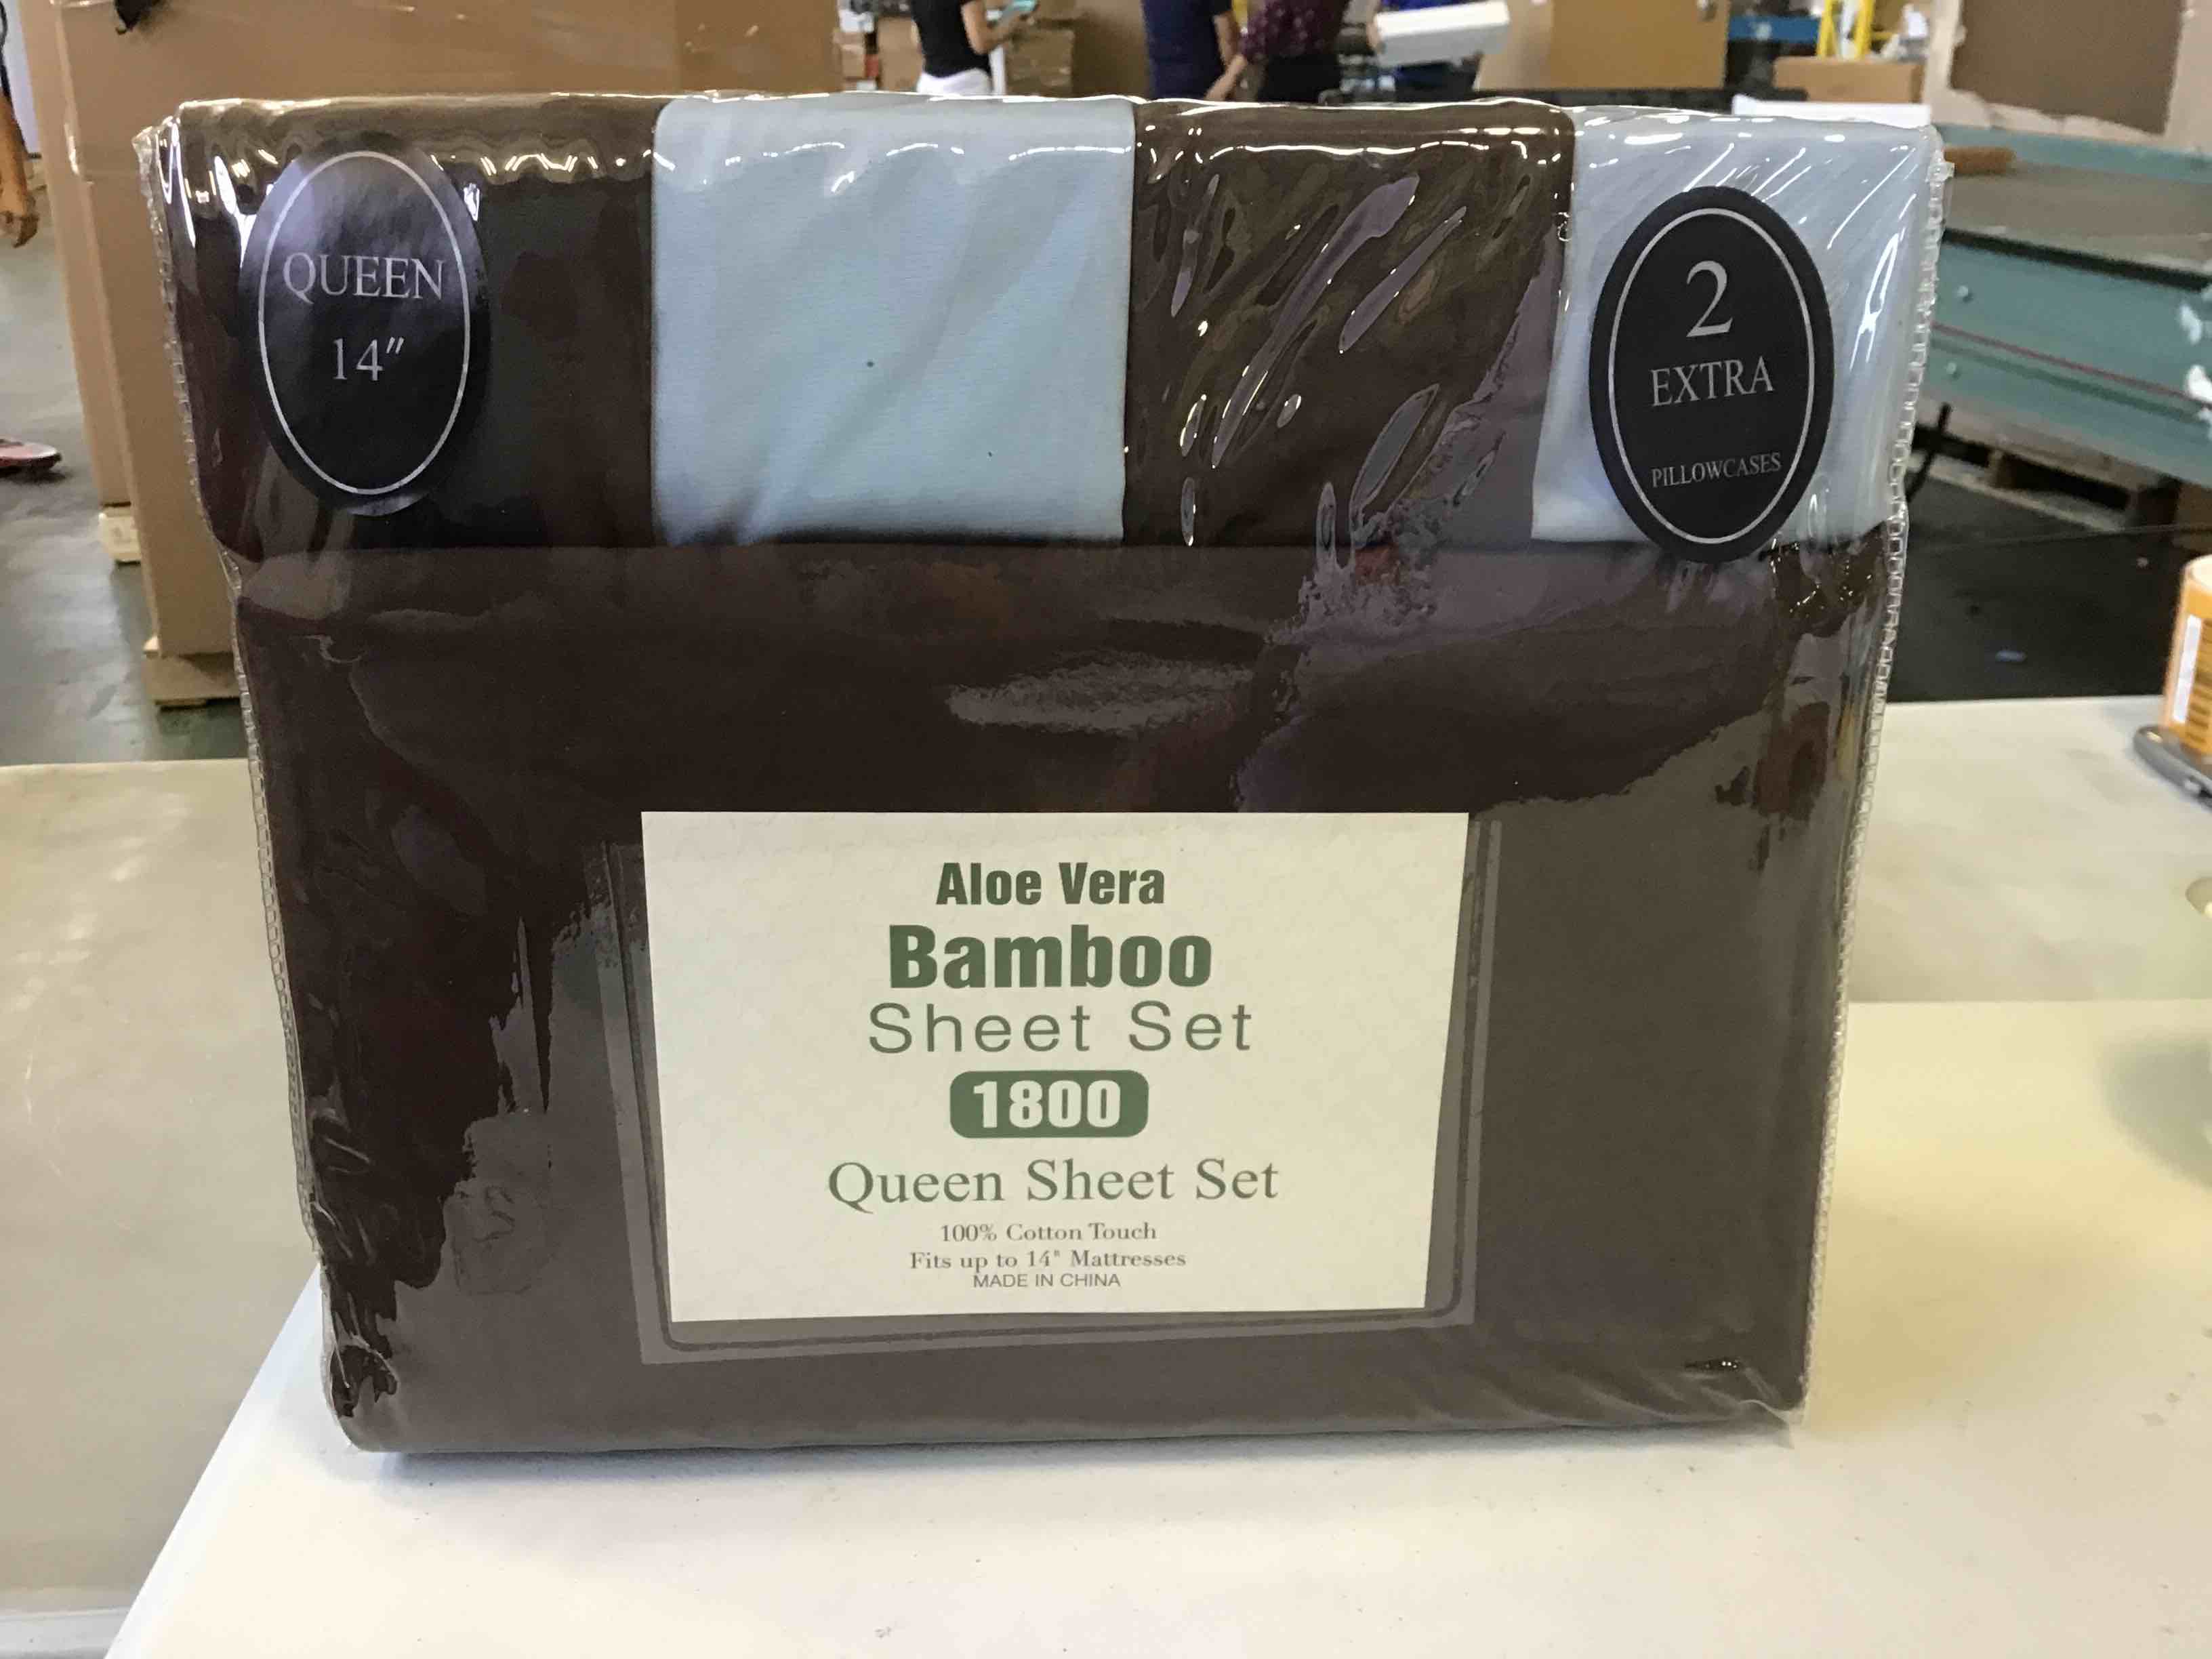 QUEEN
14"
2
EXTRA
PILLOWCASES
Aloe Vera
Bamboo
Sheet Set
1800
Queen Sheet Set
100% Cotton Touch
Fits up to 14" Mattresses
MADE IN CHINA